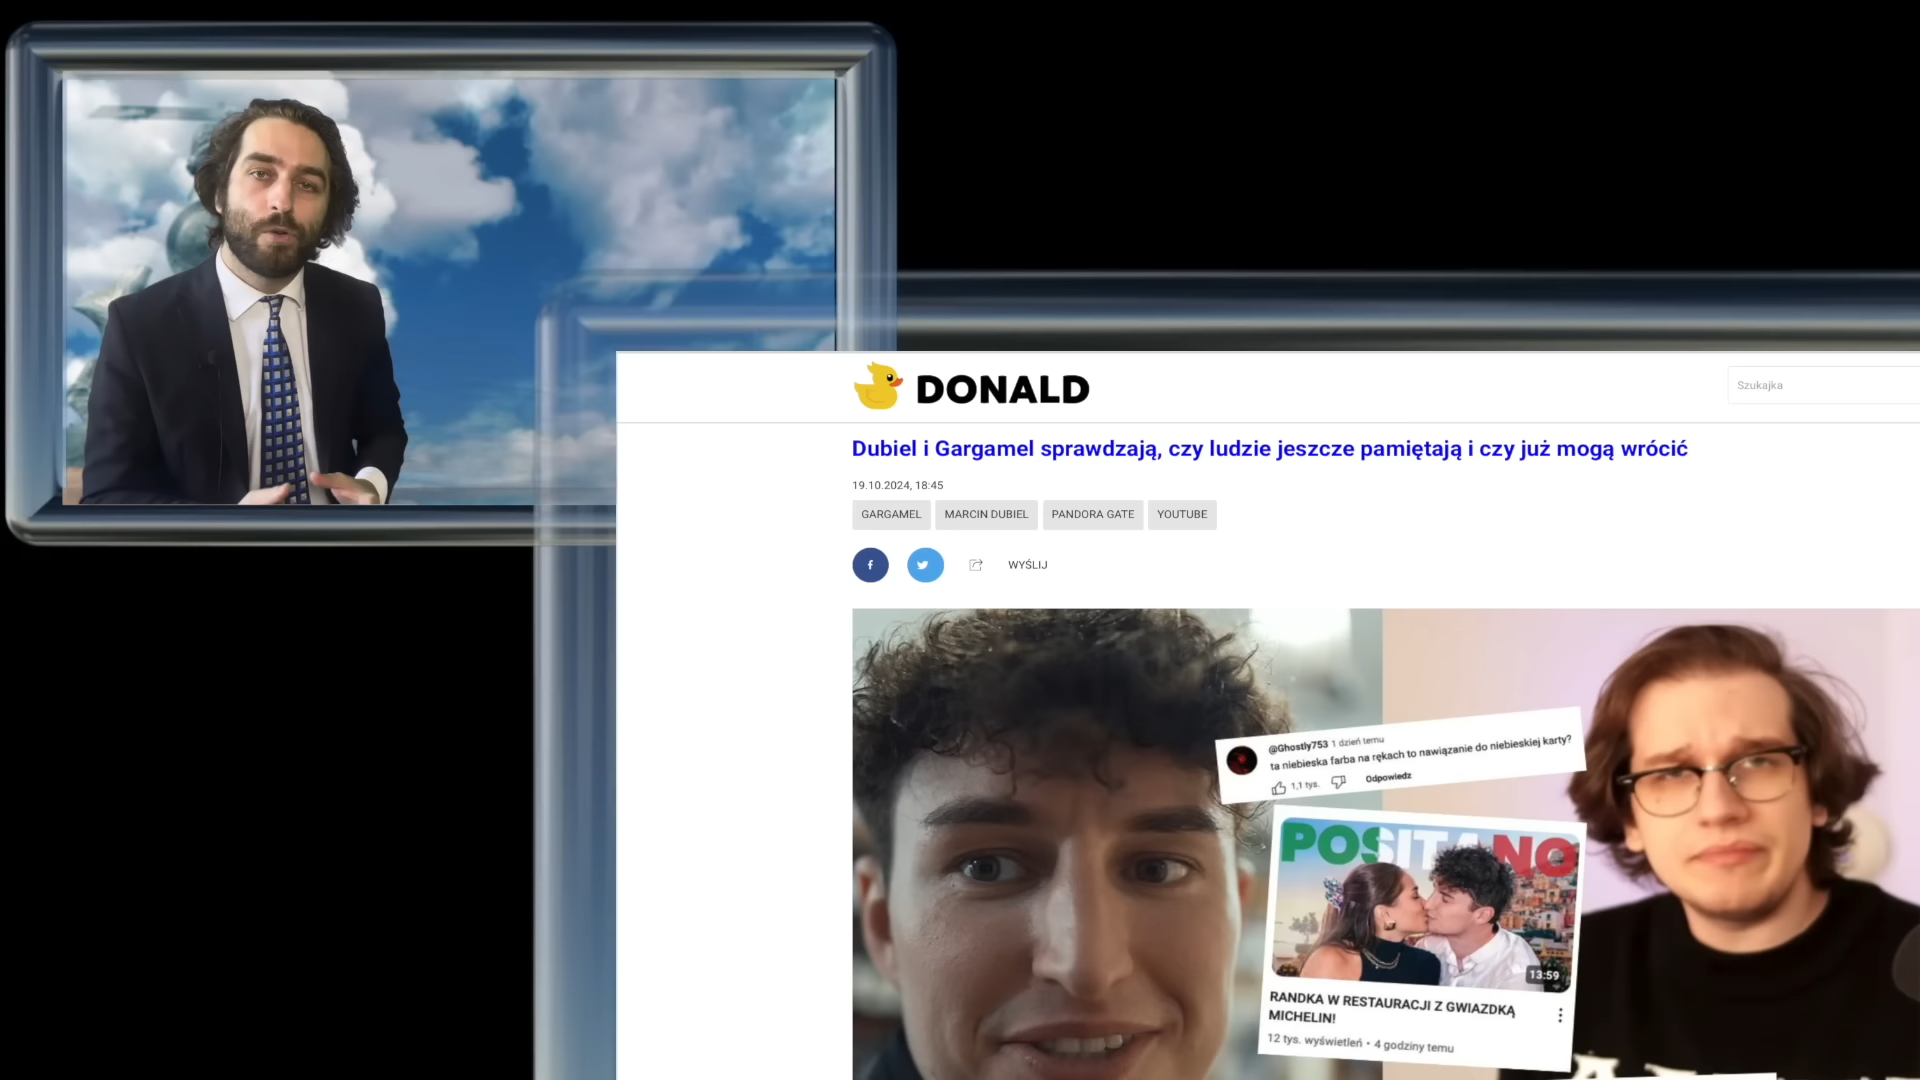 DONALD
Szukajka
Dubiel i Gargamel sprawdzają, czy ludzie jeszcze pamiętają i czy już mogą wrócić
19.10.2024, 18:45
GARGAMEL MARCIN DUBIEL PANDORA GATE YOUTUBE
WYŚLIJ
@Ghostly753 1 dzień temu
ta niebieska farba na rękach to nawiązanie do niebieskiej karty?
1,1 tys. Odpowiedz
POSITANO
13:59
RANDKA W RESTAURACJI Z GWIAZDKĄ
MICHELIN!
12 tys. wyświetleń • 4 godziny temu